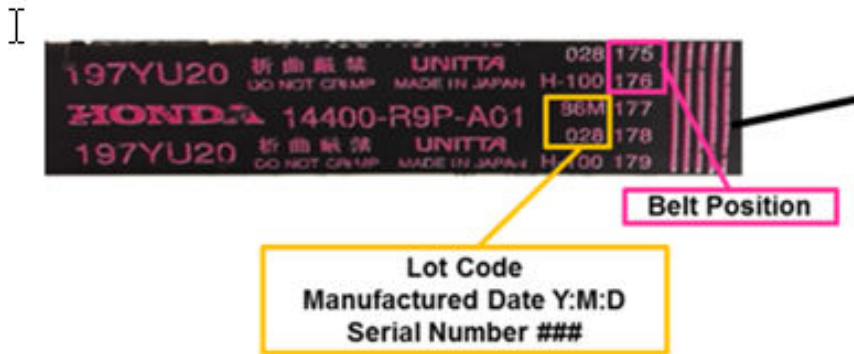 028 175
197YU20 折曲厳禁 UNITTA
DO NOT CRIMP MADE IN JAPAN H-100 176
HONDA 14400-R9P-A01 86M 177
028 178
197YU20 折曲厳禁 UNITTA
DO NOT CRIMP MADE IN JAPAN H-100 179
Belt Position
Lot Code
Manufactured Date Y:M:D
Serial Number ###